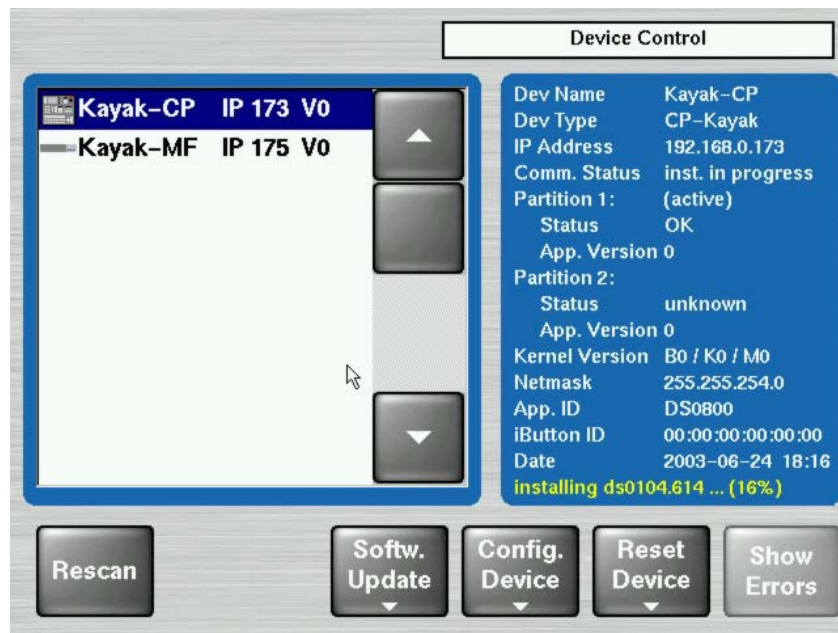 Device Control
Kayak-CP IP 173 V0
Kayak-MF IP 175 V0
Dev Name Kayak-CP
Dev Type CP-Kayak
IP Address 192.168.0.173
Comm. Status inst. in progress
Partition 1: (active)
Status OK
App. Version 0
Partition 2:
Status unknown
App. Version 0
Kernel Version B0 / K0 / M0
Netmask 255.255.254.0
App. ID DS0800
iButton ID 00:00:00:00:00:00
Date 2003-06-24 18:16
installing ds0104.614 ... (16%)
Rescan
Softw. Update
Config. Device
Reset Device
Show Errors